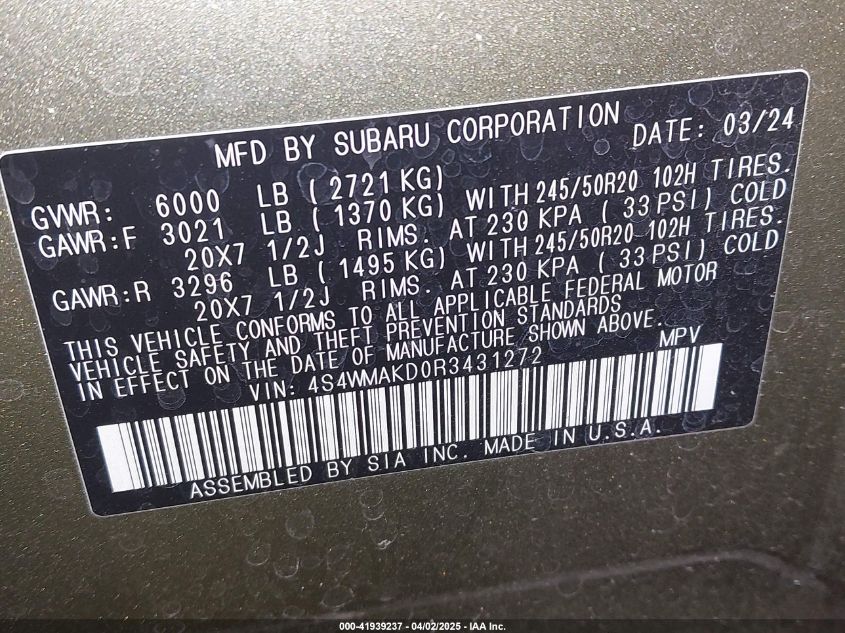 MFD BY SUBARU CORPORATION DATE: 03/24
GVWR: 6000 LB ( 2721 KG)
GAWR:F 3021 LB ( 1370 KG) WITH 245/50R20 102H TIRES.
20X7 1/2J RIMS. AT 230 KPA ( 33 PSI) COLD
GAWR:R 3296 LB ( 1495 KG) WITH 245/50R20 102H TIRES.
20X7 1/2J RIMS. AT 230 KPA ( 33 PSI) COLD
THIS VEHICLE CONFORMS TO ALL APPLICABLE FEDERAL MOTOR
VEHICLE SAFETY AND THEFT PREVENTION STANDARDS
IN EFFECT ON THE DATE OF MANUFACTURE SHOWN ABOVE.
VIN: 4S4WMAKD0R3431272 MPV
ASSEMBLED BY SIA INC. MADE IN U.S.A.
000-41939237 - 04/02/2025 - IAA Inc.